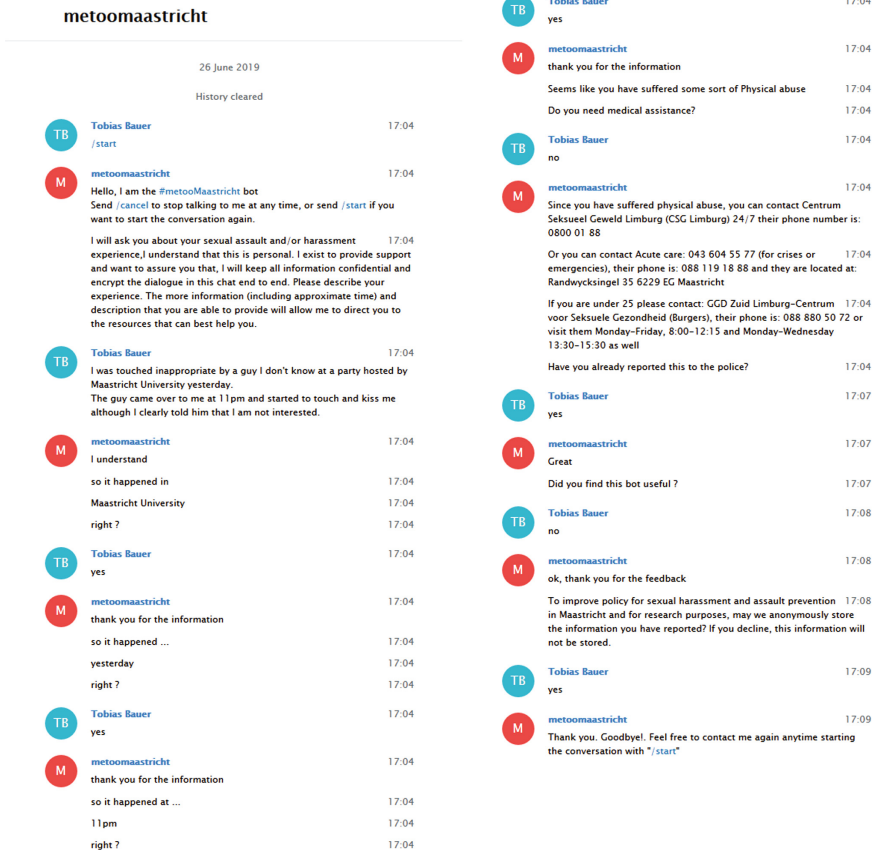 metoomaastricht
26 June 2019
History cleared
TB
Tobias Bauer 17:04
/start
M
metoomaastricht 17:04
Hello, I am the #metooMaastricht bot
Send /cancel to stop talking to me at any time, or send /start if you
want to start the conversation again.
I will ask you about your sexual assault and/or harassment 17:04
experience,I understand that this is personal. I exist to provide support
and want to assure you that, I will keep all information confidential and
encrypt the dialogue in this chat end to end. Please describe your
experience. The more information (including approximate time) and
description that you are able to provide will allow me to direct you to
the resources that can best help you.
TB
Tobias Bauer 17:04
I was touched inappropriate by a guy I don't know at a party hosted by
Maastricht University yesterday.
The guy came over to me at 11pm and started to touch and kiss me
although I clearly told him that I am not interested.
M
metoomaastricht 17:04
I understand
so it happened in 17:04
Maastricht University 17:04
right ? 17:04
TB
Tobias Bauer 17:04
yes
M
metoomaastricht 17:04
thank you for the information
so it happened ... 17:04
yesterday 17:04
right ? 17:04
TB
Tobias Bauer 17:04
yes
M
metoomaastricht 17:04
thank you for the information
so it happened at ... 17:04
11pm 17:04
right ? 17:04
TB
Tobias Bauer 17:04
yes
M
metoomaastricht 17:04
thank you for the information
Seems like you have suffered some sort of Physical abuse 17:04
Do you need medical assistance? 17:04
TB
Tobias Bauer 17:04
no
M
metoomaastricht 17:04
Since you have suffered physical abuse, you can contact Centrum
Seksueel Geweld Limburg (CSG Limburg) 24/7 their phone number is:
0800 01 88
Or you can contact Acute care: 043 604 55 77 (for crises or 17:04
emergencies), their phone is: 088 119 18 88 and they are located at:
Randwycksingel 35 6229 EG Maastricht
If you are under 25 please contact: GGD Zuid Limburg-Centrum 17:04
voor Seksuele Gezondheid (Burgers), their phone is: 088 880 50 72 or
visit them Monday-Friday, 8:00-12:15 and Monday-Wednesday
13:30-15:30 as well
Have you already reported this to the police? 17:04
TB
Tobias Bauer 17:07
yes
M
metoomaastricht 17:07
Great
Did you find this bot useful ? 17:07
TB
Tobias Bauer 17:08
no
M
metoomaastricht 17:08
ok, thank you for the feedback
To improve policy for sexual harassment and assault prevention 17:08
in Maastricht and for research purposes, may we anonymously store
the information you have reported? If you decline, this information will
not be stored.
TB
Tobias Bauer 17:09
yes
M
metoomaastricht 17:09
Thank you. Goodbye!. Feel free to contact me again anytime starting
the conversation with "/start"